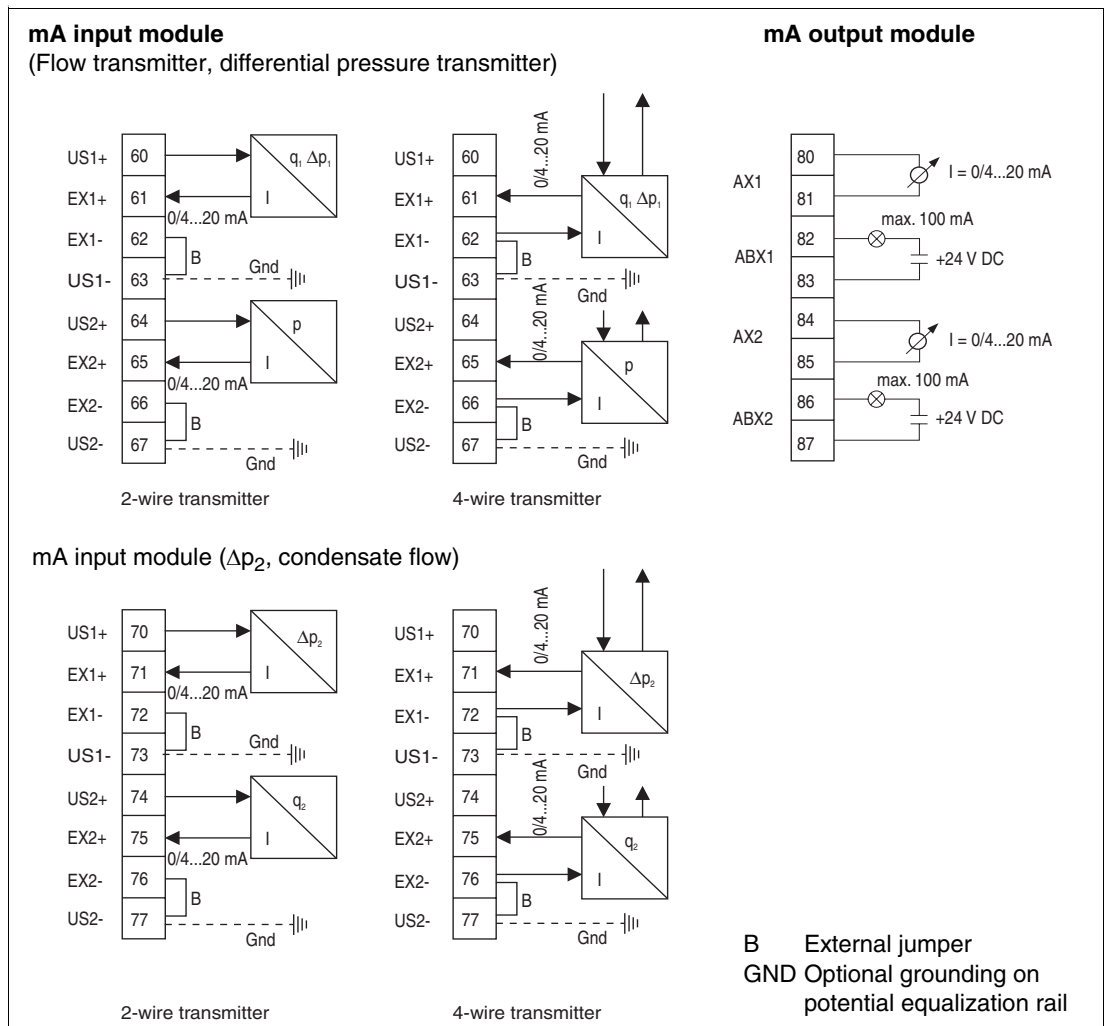 mA input module
(Flow transmitter, differential pressure transmitter)
US1+ 60 q₁ Δp₁
EX1+ 61 I
0/4...20 mA
EX1- 62 B
US1- 63 Gnd
US2+ 64 p
EX2+ 65 I
0/4...20 mA
EX2- 66 B
US2- 67 Gnd
2-wire transmitter
0/4...20 mA
US1+ 60
EX1+ 61 q₁ Δp₁
EX1- 62 I
B
US1- 63 Gnd
0/4...20 mA
US2+ 64
EX2+ 65 p
EX2- 66 I
B
US2- 67 Gnd
4-wire transmitter
mA output module
AX1 80 81 I = 0/4...20 mA
max. 100 mA
ABX1 82 83 +24 V DC
AX2 84 85 I = 0/4...20 mA
max. 100 mA
ABX2 86 87 +24 V DC
mA input module (Δp₂, condensate flow)
US1+ 70 Δp₂
EX1+ 71 I
0/4...20 mA
EX1- 72 B
US1- 73 Gnd
US2+ 74 q₂
EX2+ 75 I
0/4...20 mA
EX2- 76 B
US2- 77 Gnd
2-wire transmitter
0/4...20 mA
US1+ 70
EX1+ 71 Δp₂
EX1- 72 I
B
US1- 73 Gnd
0/4...20 mA
US2+ 74
EX2+ 75 q₂
EX2- 76 I
B
US2- 77 Gnd
4-wire transmitter
B External jumper
GND Optional grounding on
potential equalization rail